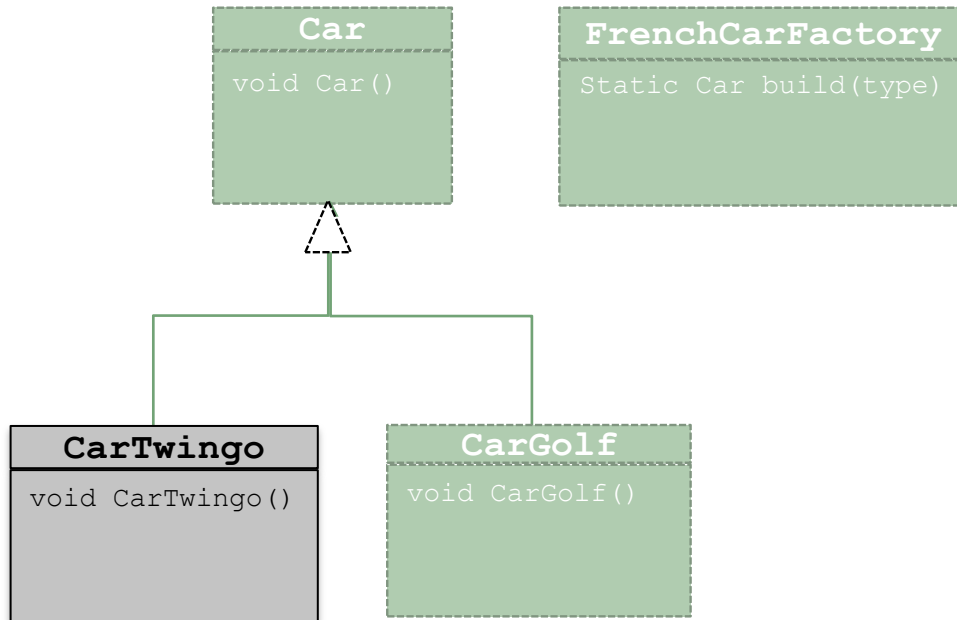 Car
void Car()
FrenchCarFactory
Static Car build(type)
CarTwingo
void CarTwingo()
CarGolf
void CarGolf()